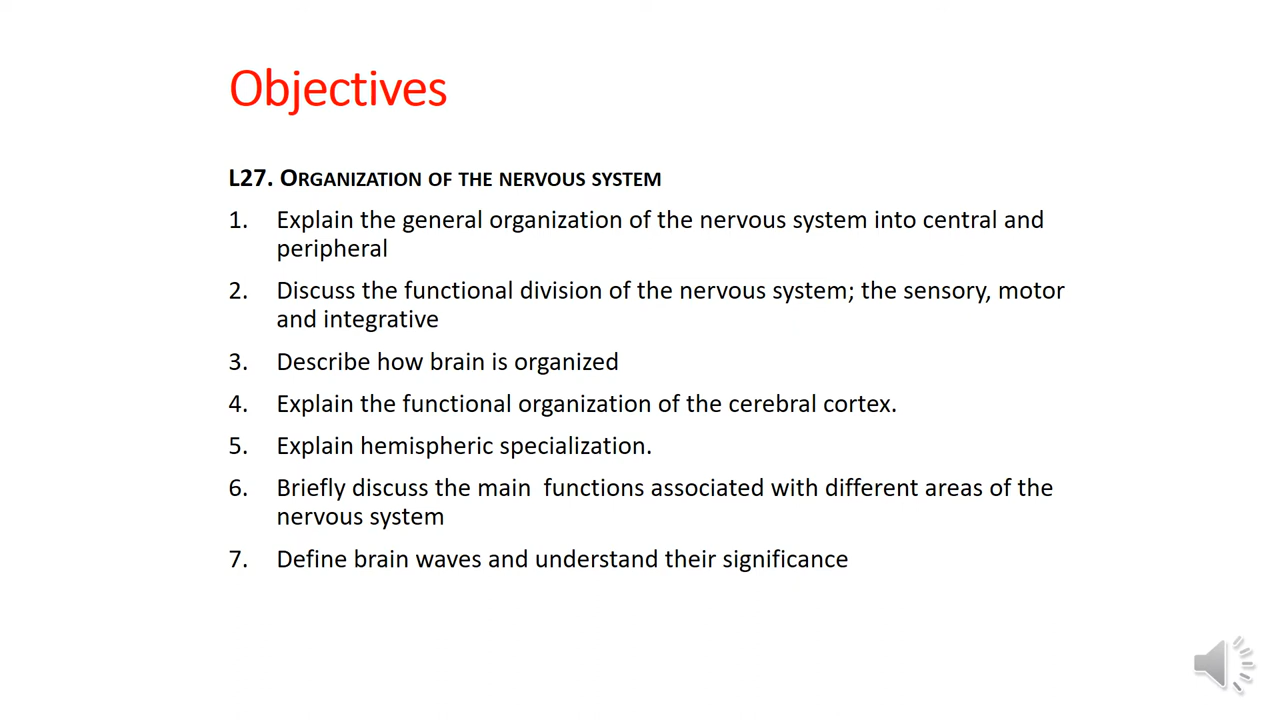 Objectives
L27. ORGANIZATION OF THE NERVOUS SYSTEM
1. Explain the general organization of the nervous system into central and
peripheral
2. Discuss the functional division of the nervous system; the sensory, motor
and integrative
3. Describe how brain is organized
4. Explain the functional organization of the cerebral cortex.
5. Explain hemispheric specialization.
6. Briefly discuss the main  functions associated with different areas of the
nervous system
7. Define brain waves and understand their significance